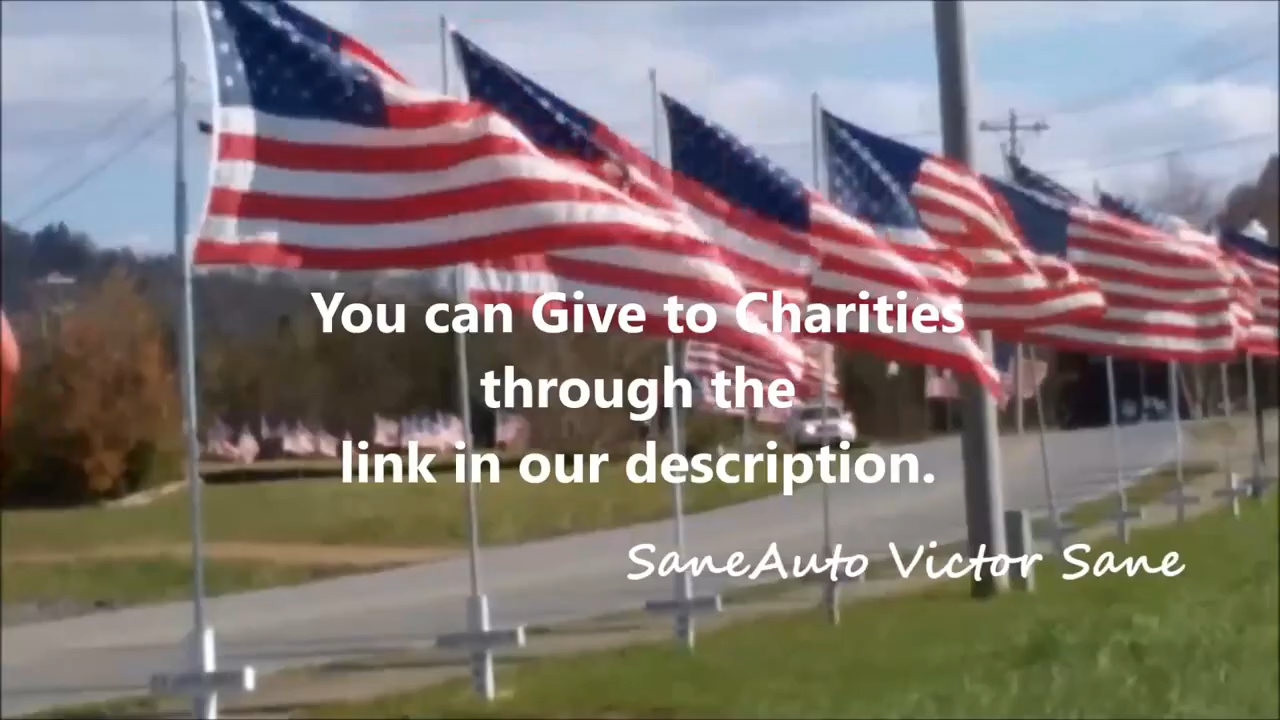 You can Give to Charities
through the
link in our description.
SaneAuto Victor Sane